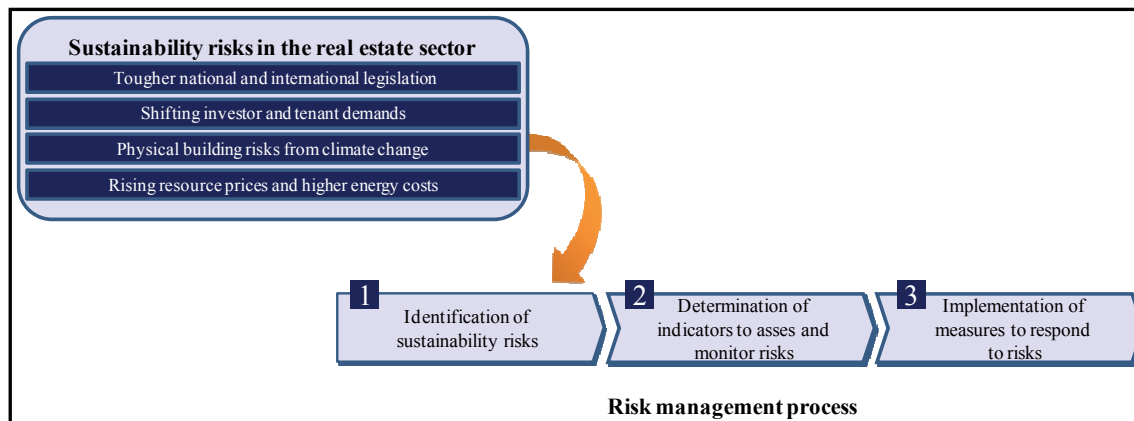 Sustainability risks in the real estate sector
Tougher national and international legislation
Shifting investor and tenant demands
Physical building risks from climate change
Rising resource prices and higher energy costs
1
Identification of
sustainability risks
2
Determination of
indicators to asses and
monitor risks
3
Implementation of
measures to respond
to risks
Risk management process